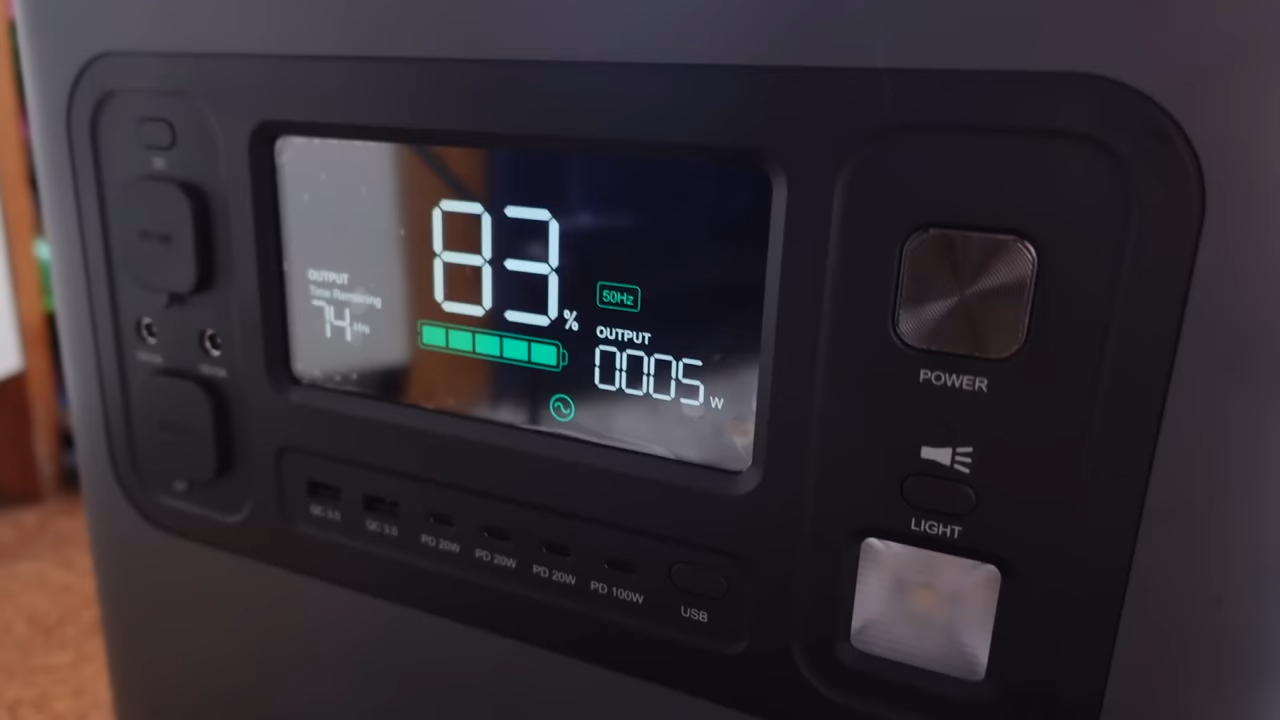 83%
50Hz
OUTPUT
Time Remaining
74 Hrs
OUTPUT
0005 W
POWER
LIGHT
QC 3.0
QC 3.0
PD 20W
PD 20W
PD 20W
PD 100W
USB